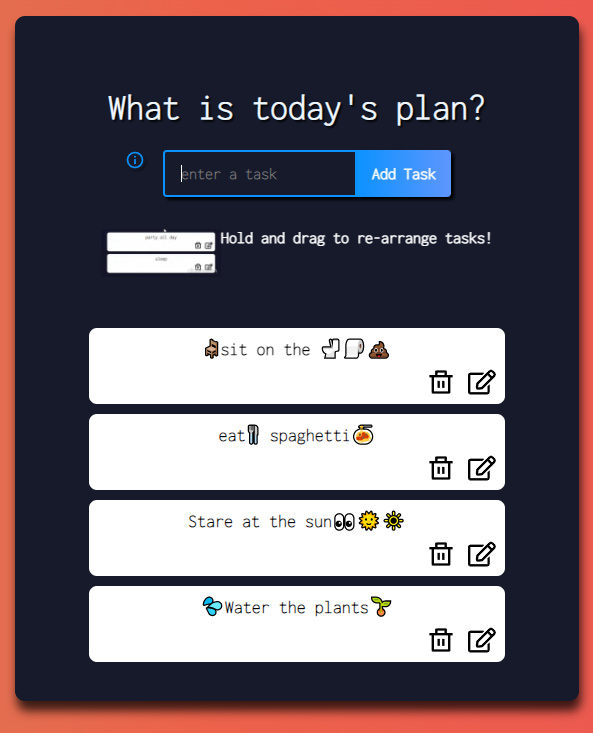 What is today's plan?
enter a task
Add Task
party all day
sleep
Hold and drag to re-arrange tasks!
🪑sit on the 🚽🧻💩
eat🍴 spaghetti🍝
Stare at the sun👀🌞☀️
💦Water the plants🌱